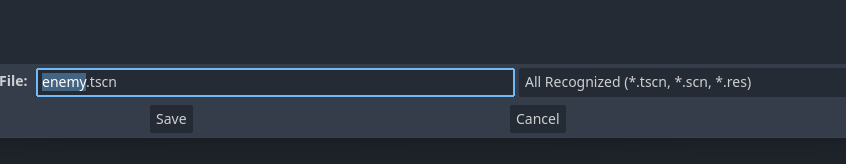 File: enemy.tscn All Recognized (*.tscn, *.scn, *.res)
Save Cancel